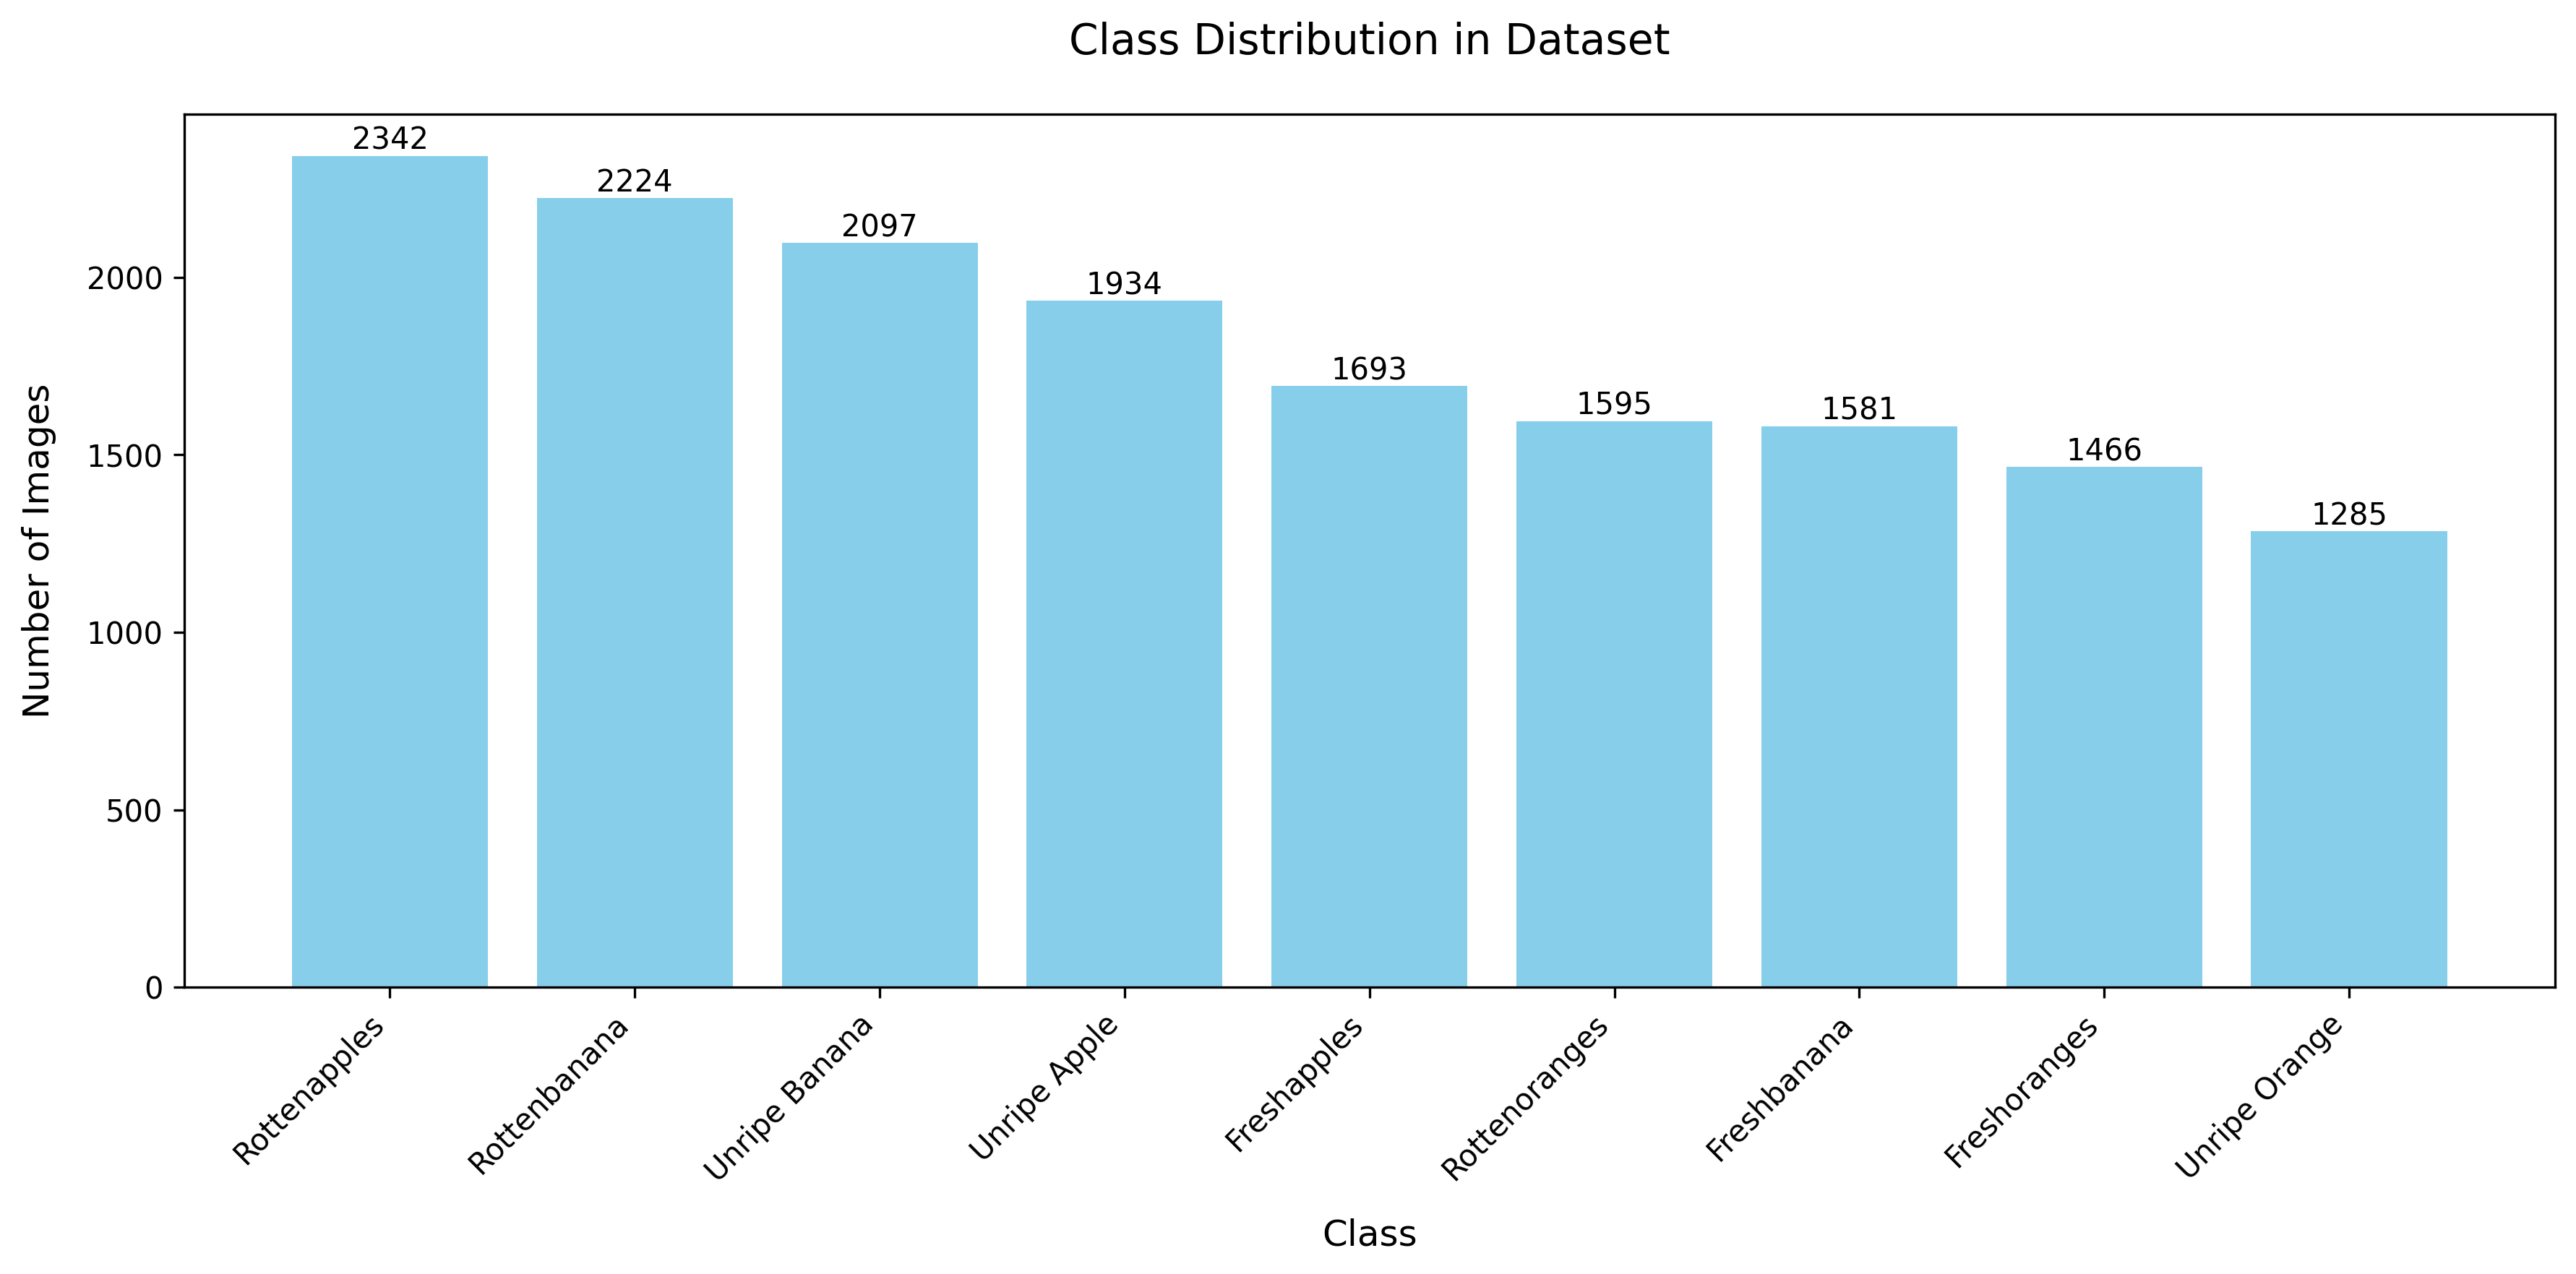 Class Distribution in Dataset
Number of Images
2000
1500
1000
500
0
2342
2224
2097
1934
1693
1595
1581
1466
1285
Rottenapples
Rottenbanana
Unripe Banana
Unripe Apple
Freshapples
Rottenoranges
Freshbanana
Freshoranges
Unripe Orange
Class